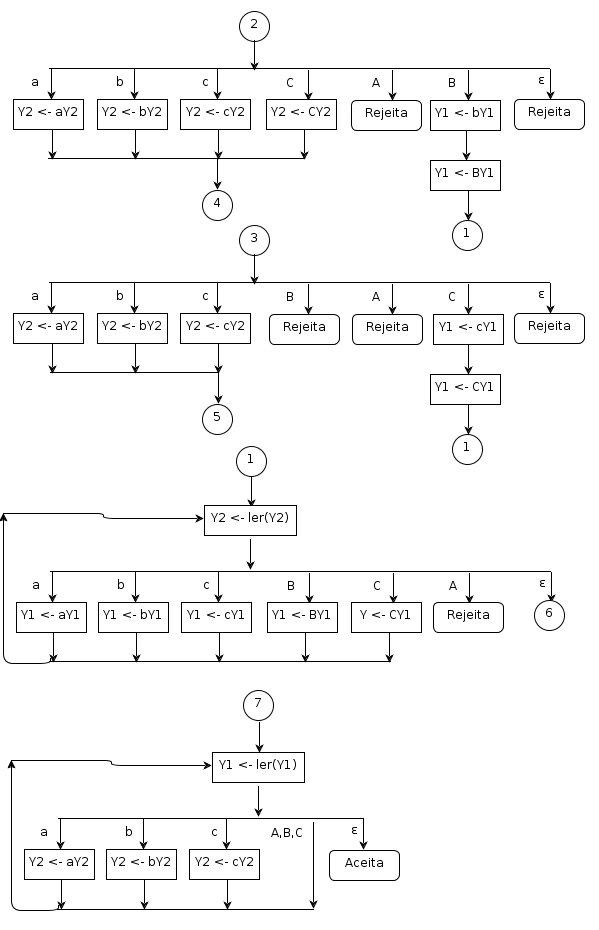 2
a b c C A B ε
Y2 <- aY2 Y2 <- bY2 Y2 <- cY2 Y2 <- CY2 Rejeita Y1 <- bY1 Rejeita
Y1 <- BY1
4 1
3
a b c B A C ε
Y2 <- aY2 Y2 <- bY2 Y2 <- cY2 Rejeita Rejeita Y1 <- cY1 Rejeita
Y1 <- CY1
5 1
1
Y2 <- ler(Y2)
a b c B C A ε
Y1 <- aY1 Y1 <- bY1 Y1 <- cY1 Y1 <- BY1 Y <- CY1 Rejeita 6
7
Y1 <- ler(Y1)
a b c A,B,C ε
Y2 <- aY2 Y2 <- bY2 Y2 <- cY2 Aceita